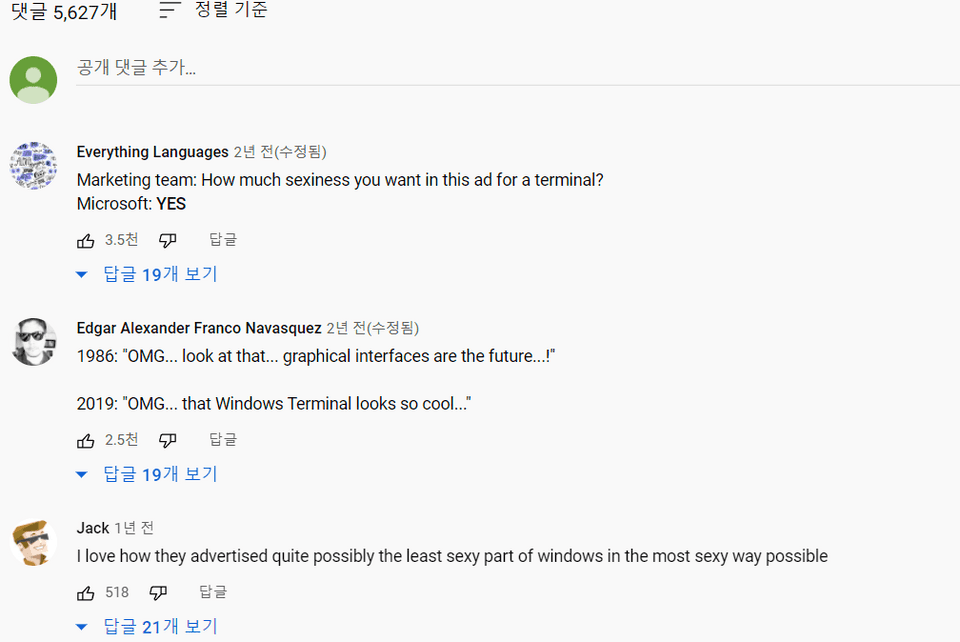 댓글 5,627개 정렬 기준
공개 댓글 추가...
Everything Languages 2년 전(수정됨)
Marketing team: How much sexiness you want in this ad for a terminal?
Microsoft: YES
3.5천 답글
답글 19개 보기
Edgar Alexander Franco Navasquez 2년 전(수정됨)
1986: "OMG... look at that... graphical interfaces are the future...!"
2019: "OMG... that Windows Terminal looks so cool..."
2.5천 답글
답글 19개 보기
Jack 1년 전
I love how they advertised quite possibly the least sexy part of windows in the most sexy way possible
518 답글
답글 21개 보기